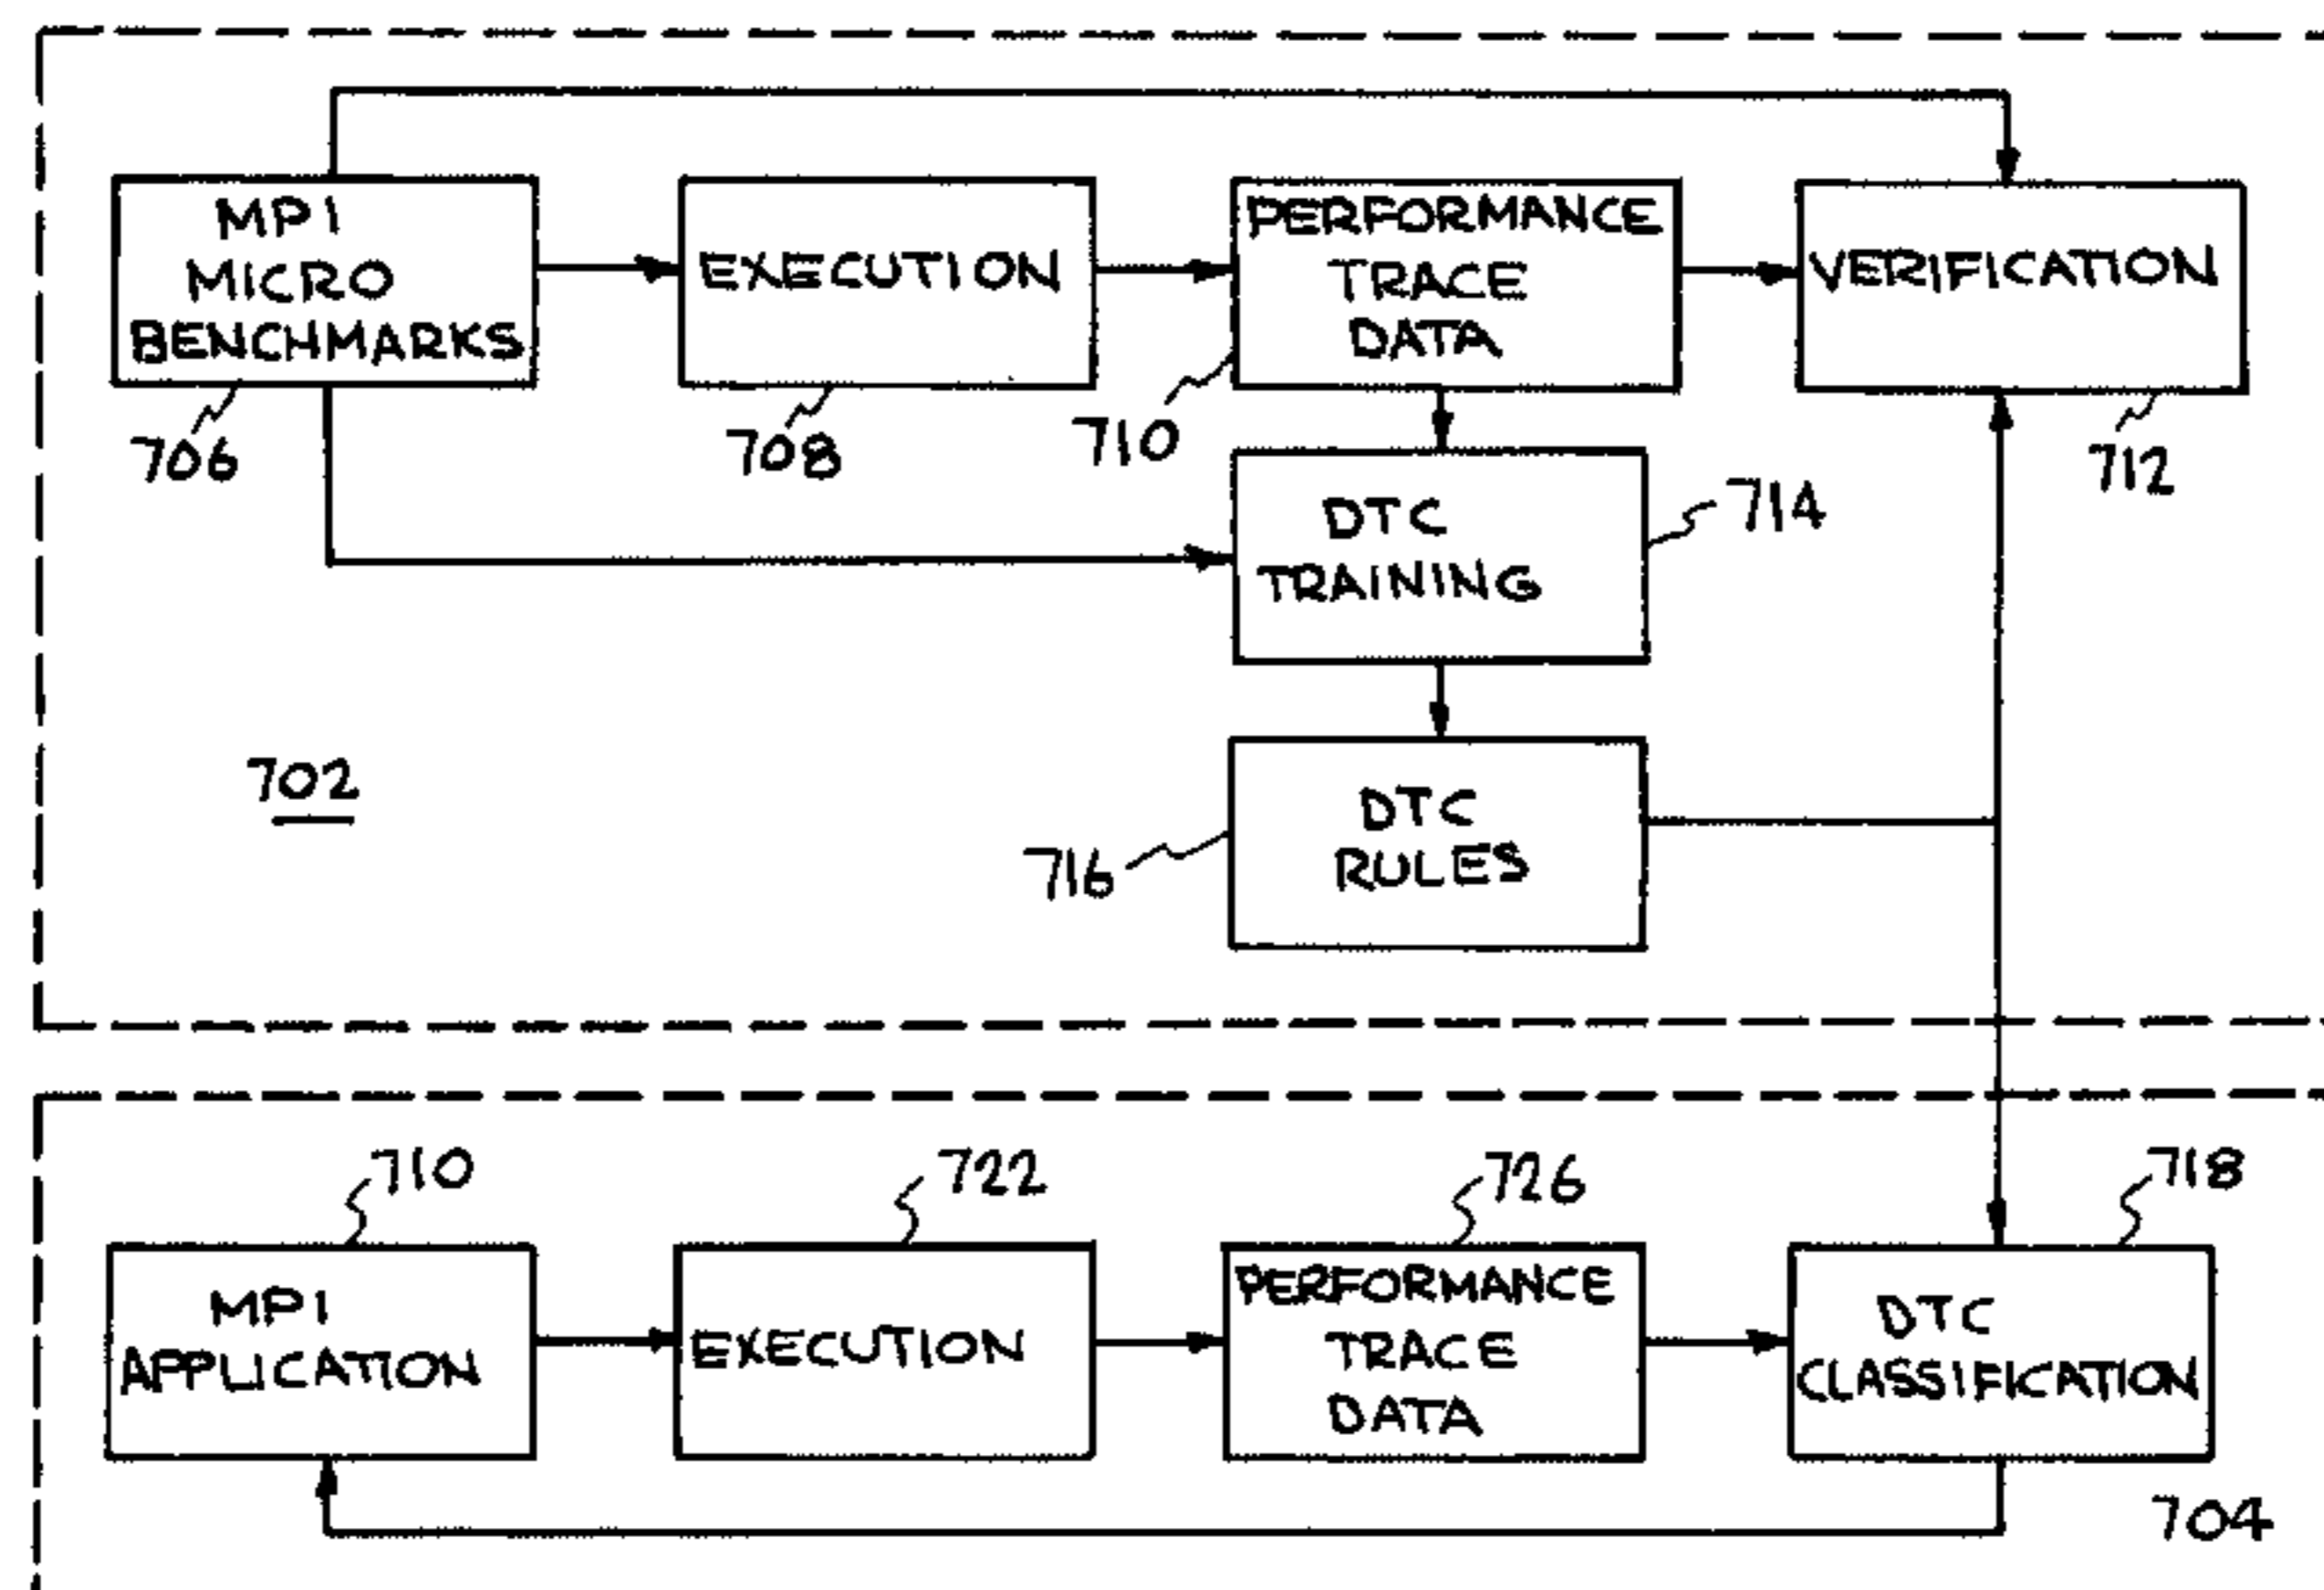 MPI
MICRO
BENCHMARKS
EXECUTION
PERFORMANCE
TRACE
DATA
VERIFICATION
706
708
710
712
DTC
TRAINING
714
702
DTC
RULES
716
710
722
726
718
MPI
APPLICATION
EXECUTION
PERFORMANCE
TRACE
DATA
DTC
CLASSIFICATION
704